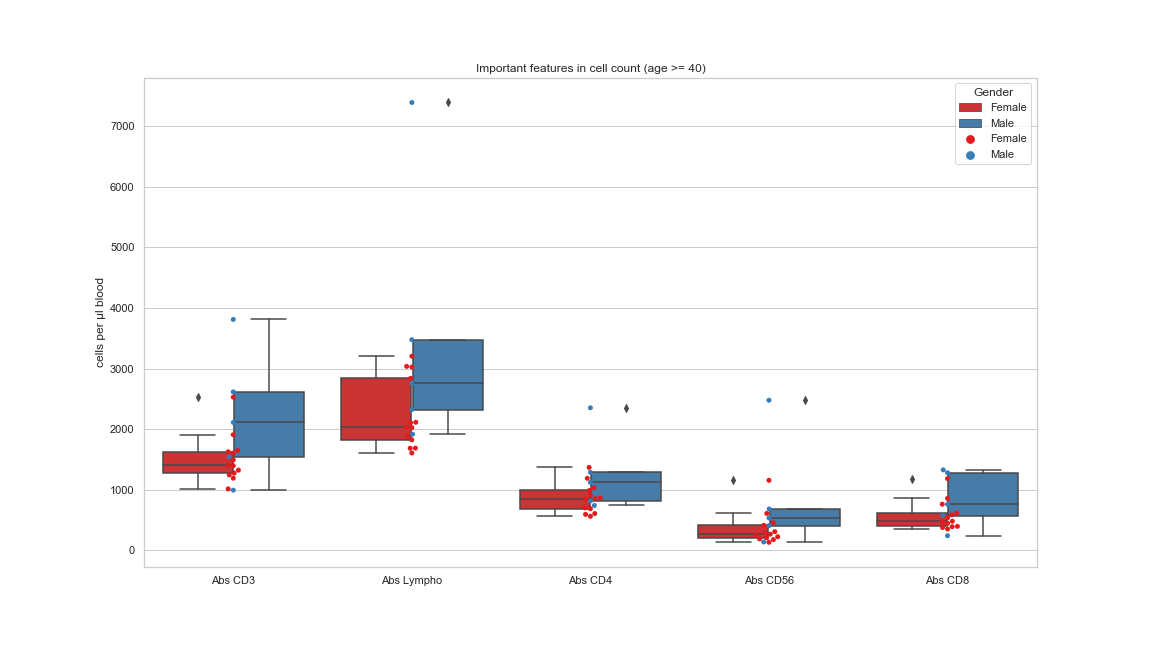 Important features in cell count (age >= 40)
Gender
Female
Male
Female
Male
cells per µl blood
7000
6000
5000
4000
3000
2000
1000
0
Abs CD3
Abs Lympho
Abs CD4
Abs CD56
Abs CD8